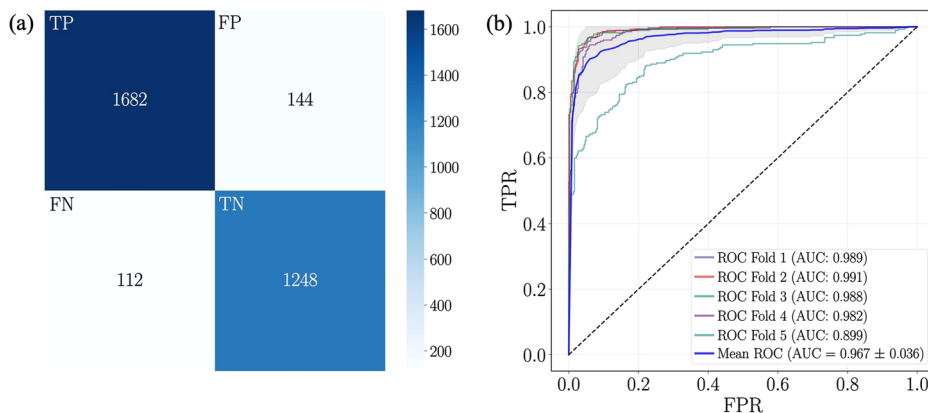 (a)
TP
FP
1682
144
FN
TN
112
1248
1600
1400
1200
1000
800
600
400
200
(b)
1.0
0.8
0.6
0.4
0.2
0.0
TPR
0.0 0.2 0.4 0.6 0.8 1.0
FPR
ROC Fold 1 (AUC: 0.989)
ROC Fold 2 (AUC: 0.991)
ROC Fold 3 (AUC: 0.988)
ROC Fold 4 (AUC: 0.982)
ROC Fold 5 (AUC: 0.899)
Mean ROC (AUC = 0.967 ± 0.036)